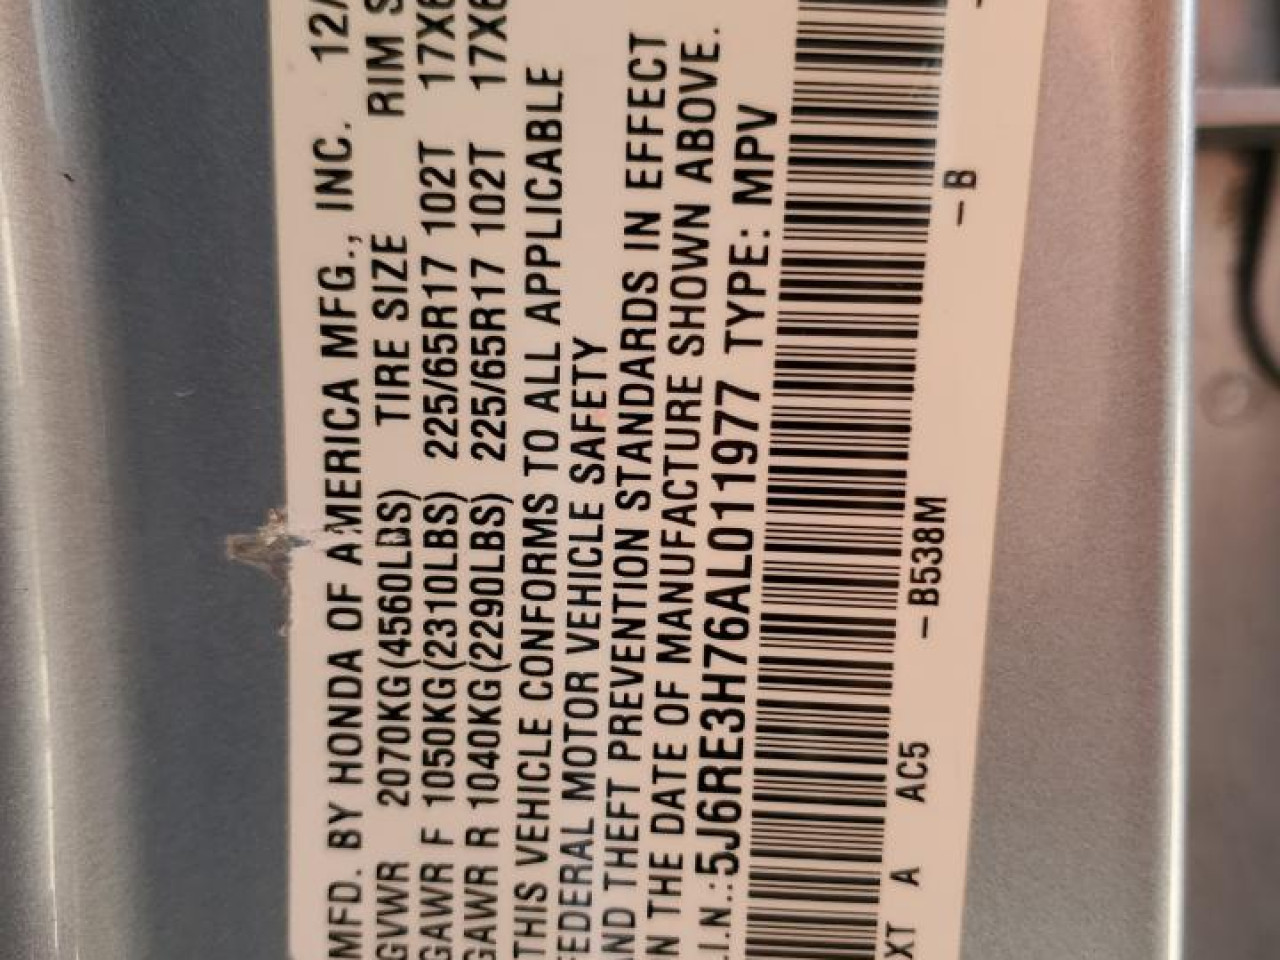 MFD. BY HONDA OF AMERICA MFG., INC. 12/
GVWR 2070KG(4560LBS) TIRE SIZE RIM S
GAWR F 1050KG(2310LBS) 225/65R17 102T 17X6
GAWR R 1040KG(2290LBS) 225/65R17 102T 17X6
THIS VEHICLE CONFORMS TO ALL APPLICABLE
FEDERAL MOTOR VEHICLE SAFETY
AND THEFT PREVENTION STANDARDS IN EFFECT
N THE DATE OF MANUFACTURE SHOWN ABOVE.
.I.N.:5J6RE3H76AL011977 TYPE: MPV
XT A AC5 -B538M -B